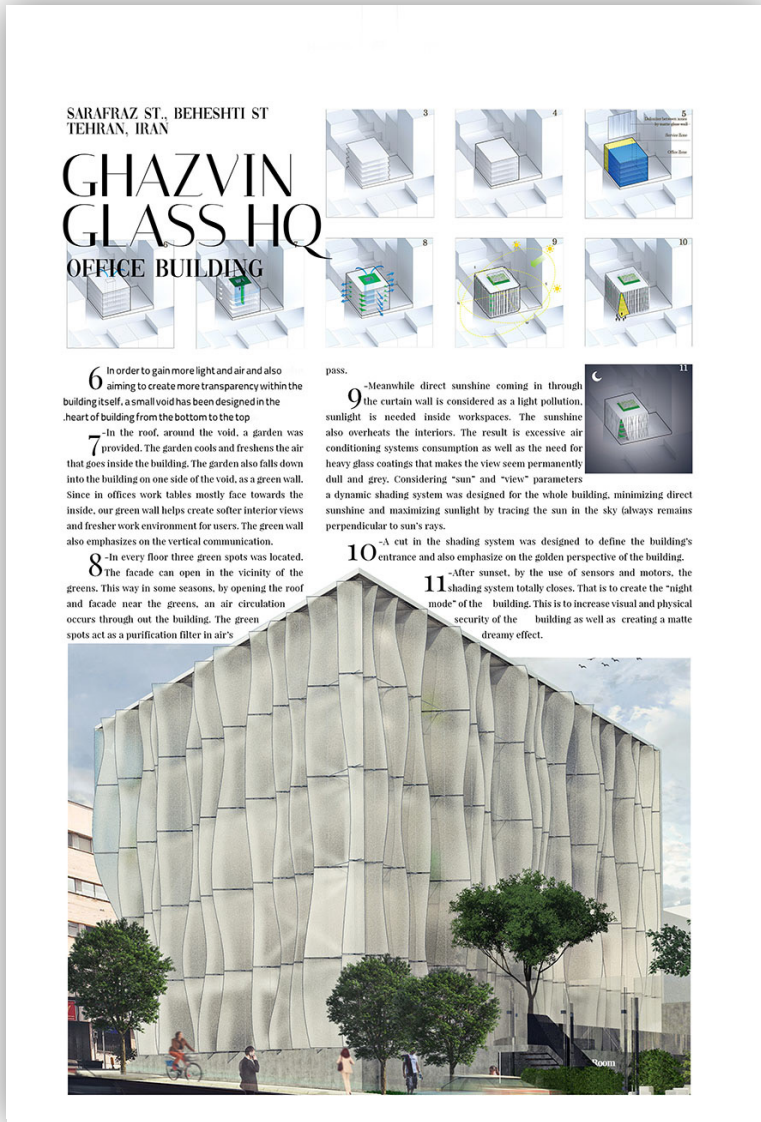 SARAFRAZ ST., BEHESHTI ST
TEHRAN, IRAN
GHAZVIN
GLASS HQ
OFFICE BUILDING
3
4
5
Service Zone
Office Zone
6
7
8
9
10
6 In order to gain more light and air and also
aiming to create more transparency within the
building itself, a small void has been designed in the
.heart of building from the bottom to the top
7 -In the roof, around the void, a garden was
provided. The garden cools and freshens the air
that goes inside the building. The garden also falls down
into the building on one side of the void, as a green wall.
Since in offices work tables mostly face towards the
inside, our green wall helps create softer interior views
and fresher work environment for users. The green wall
also emphasizes on the vertical communication.
8 -In every floor three green spots was located.
The facade can open in the vicinity of the
greens. This way in some seasons, by opening the roof
and facade near the greens, an air circulation
occurs through out the building. The green
spots act as a purification filter in air's
pass.
9 -Meanwhile direct sunshine coming in through
the curtain wall is considered as a light pollution,
sunlight is needed inside workspaces. The sunshine
also overheats the interiors. The result is excessive air
conditioning systems consumption as well as the need for
heavy glass coatings that makes the view seem permanently
dull and grey. Considering "sun" and "view" parameters
a dynamic shading system was designed for the whole building, minimizing direct
sunshine and maximizing sunlight by tracing the sun in the sky (always remains
perpendicular to sun's rays.
10 -A cut in the shading system was designed to define the building's
entrance and also emphasize on the golden perspective of the building.
11 -After sunset, by the use of sensors and motors, the
shading system totally closes. That is to create the "night
mode" of the building. This is to increase visual and physical
security of the building as well as creating a matte
dreamy effect.
11
Room